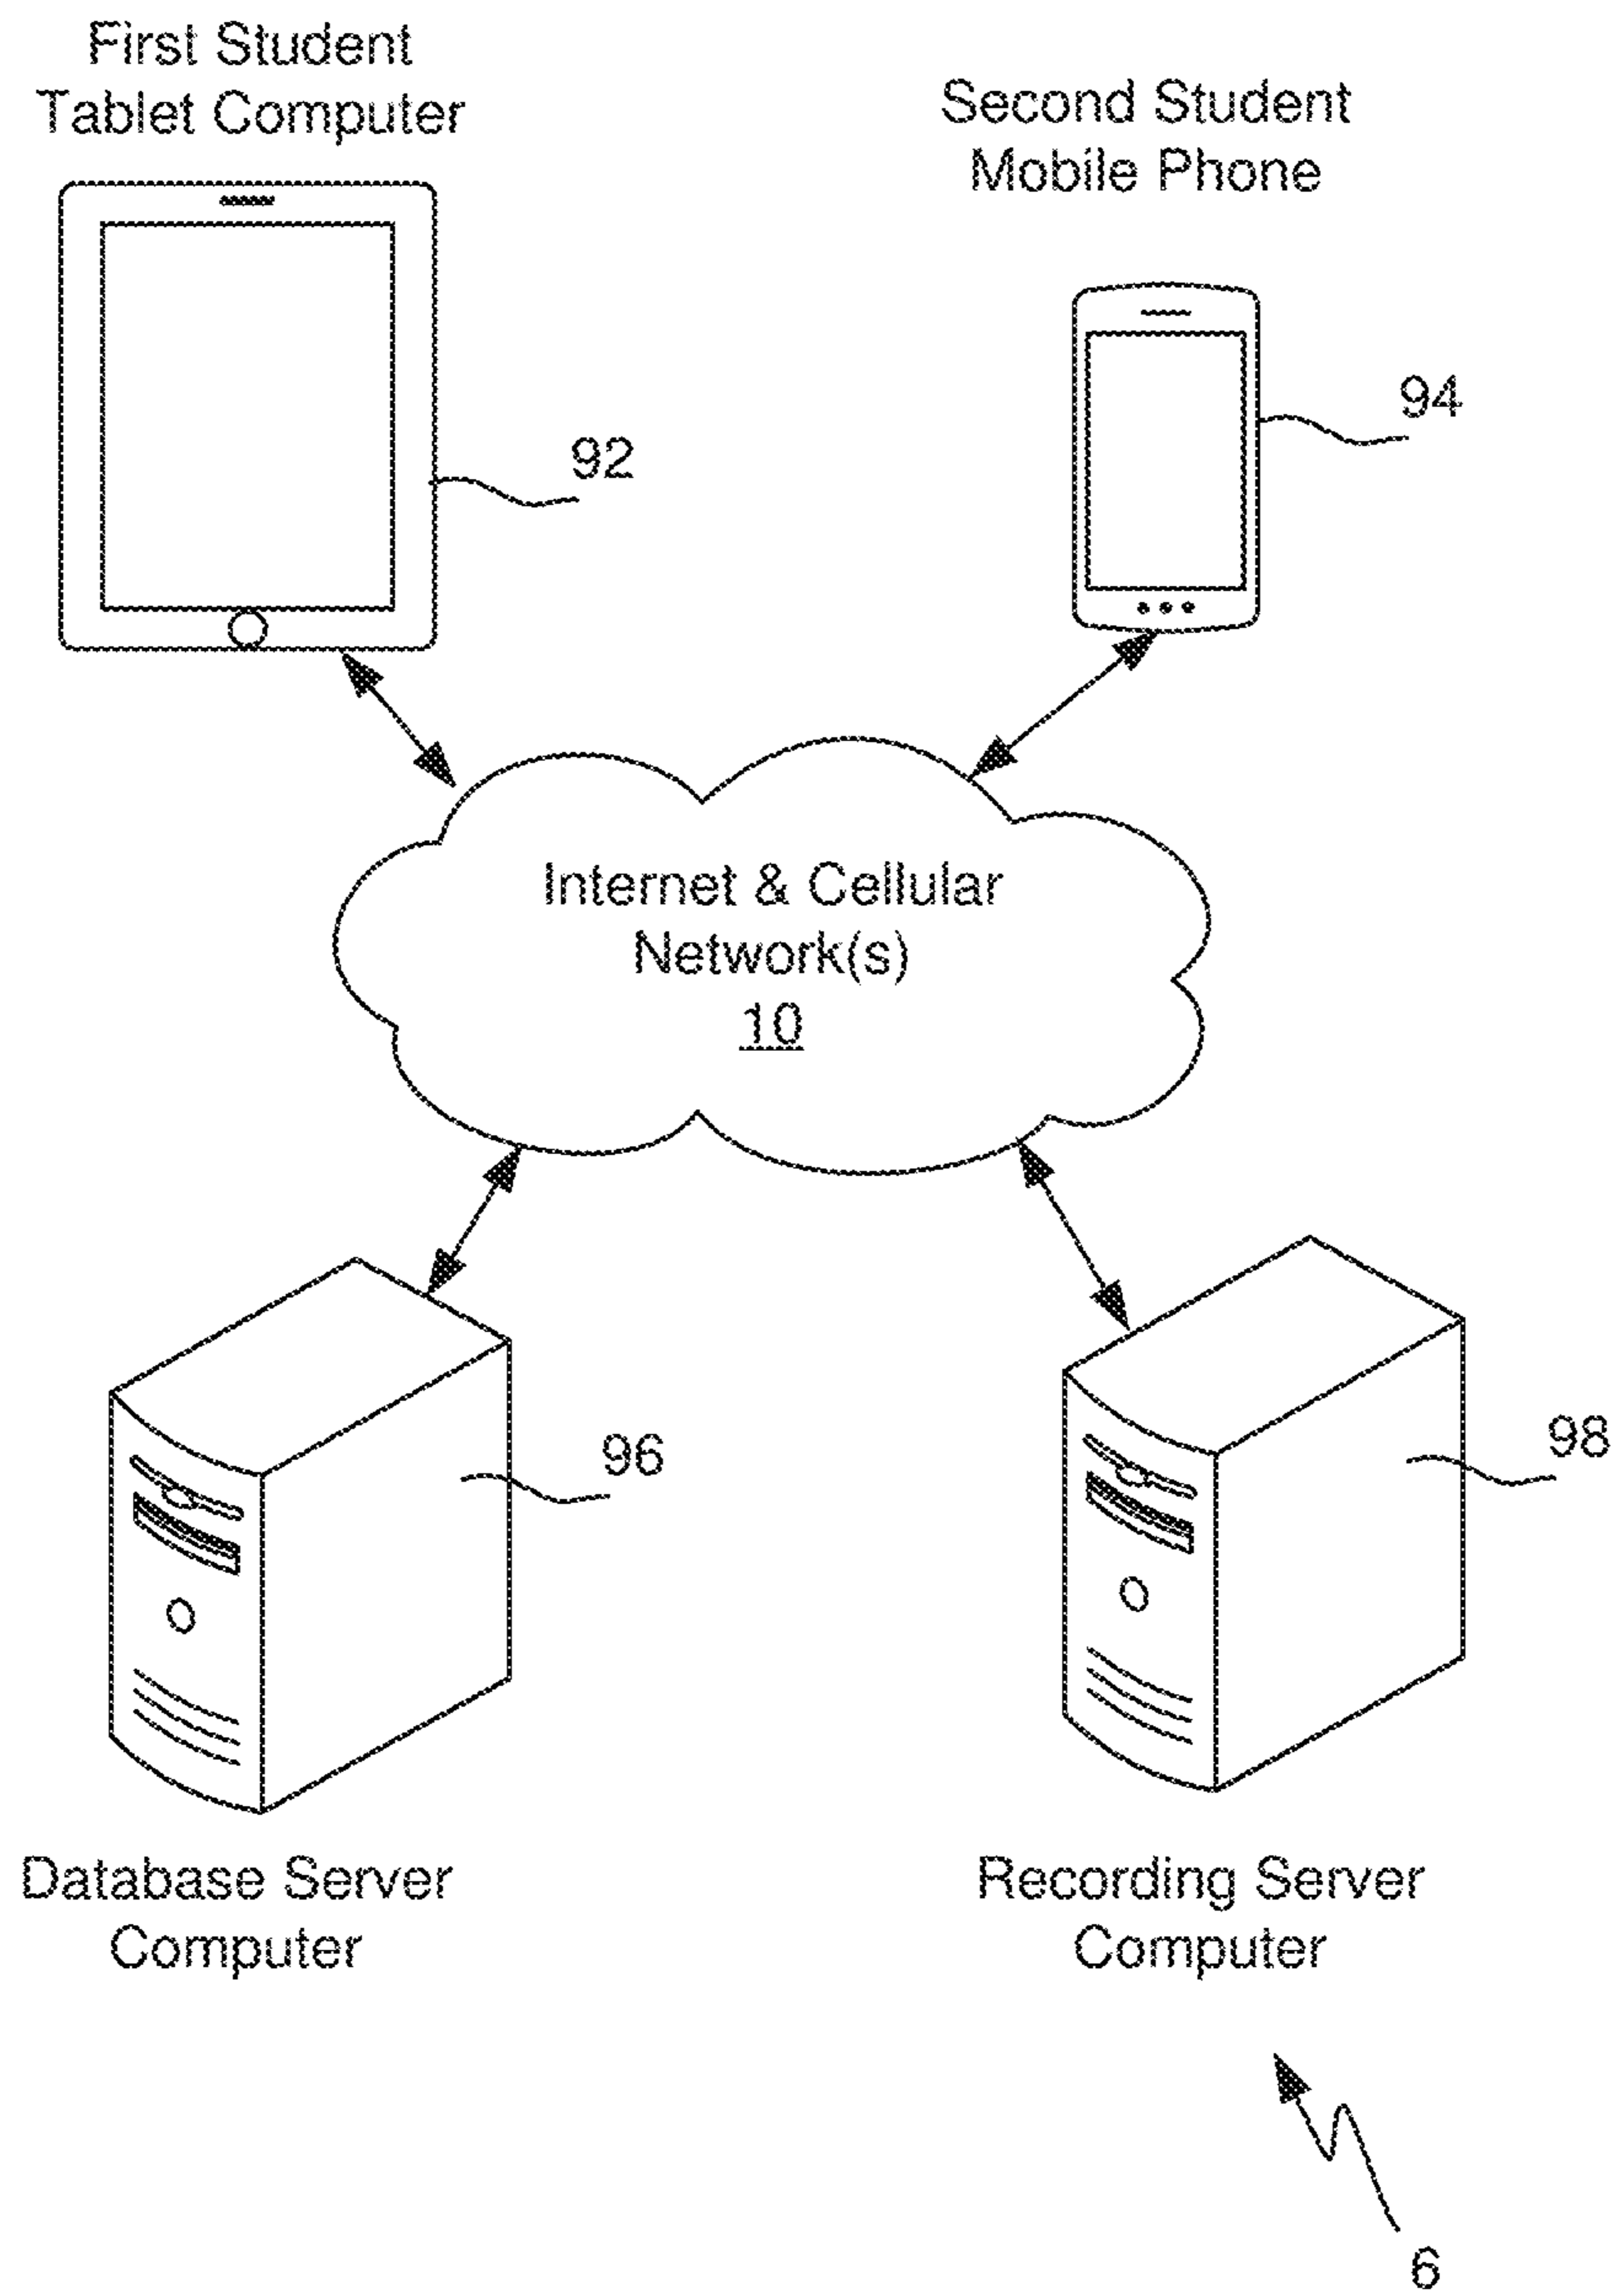 First Student
Tablet Computer
Second Student
Mobile Phone
92
94
Internet & Cellular
Network(s)
10
96
98
Database Server
Computer
Recording Server
Computer
6